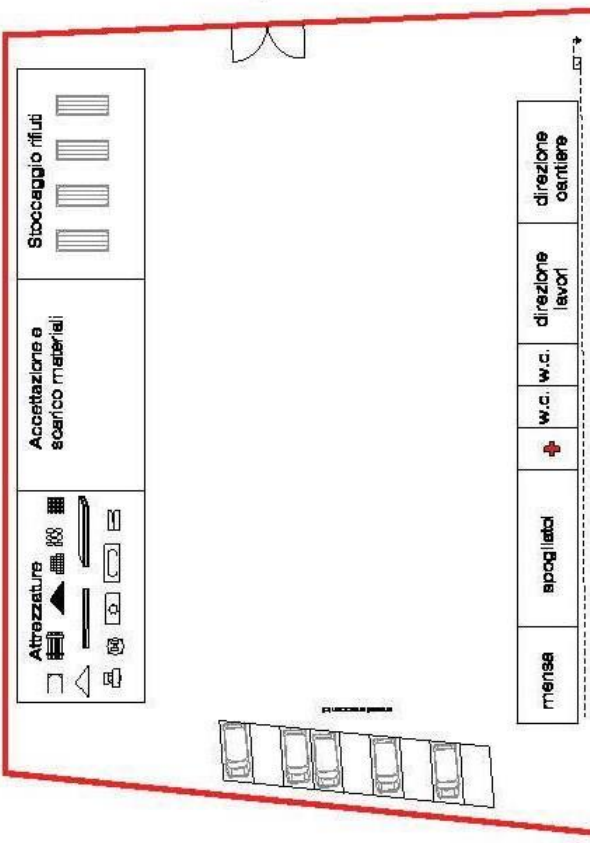 Attrezzature
Accettazione e
scarico materiali
Stoccaggio rifiuti
mensa
spogliatoi
w.c.
w.c.
direzione
lavori
direzione
cantiere